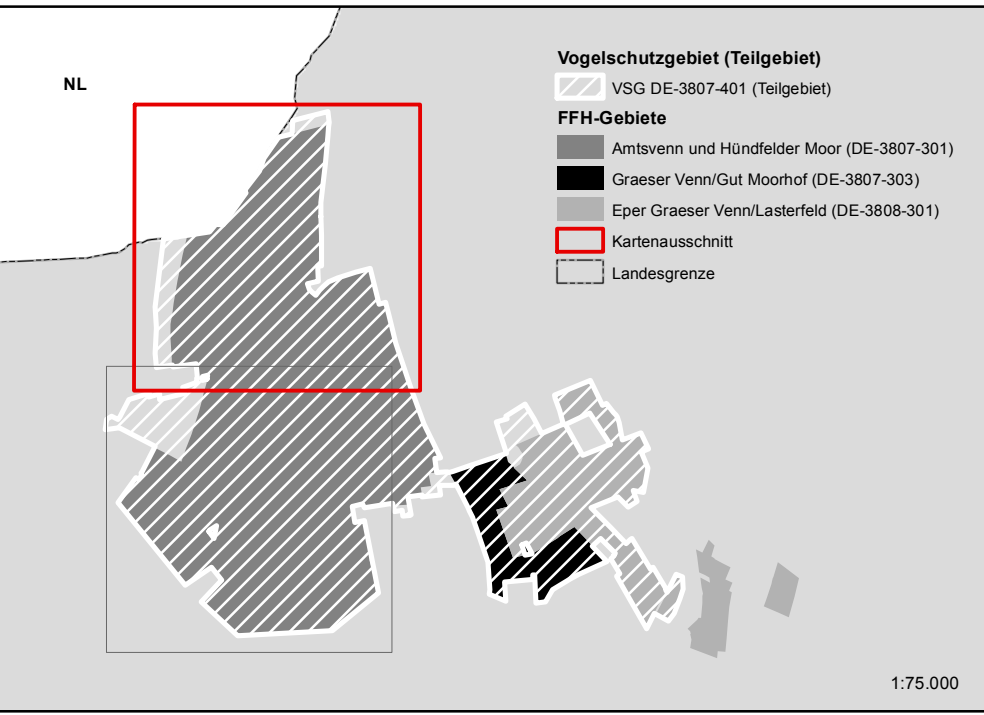 NL
Vogelschutzgebiet (Teilgebiet)
VSG DE-3807-401 (Teilgebiet)
FFH-Gebiete
Amtsvenn und Hündfelder Moor (DE-3807-301)
Graeser Venn/Gut Moorhof (DE-3807-303)
Eper Graeser Venn/Lasterfeld (DE-3808-301)
Kartenausschnitt
Landesgrenze
1:75.000